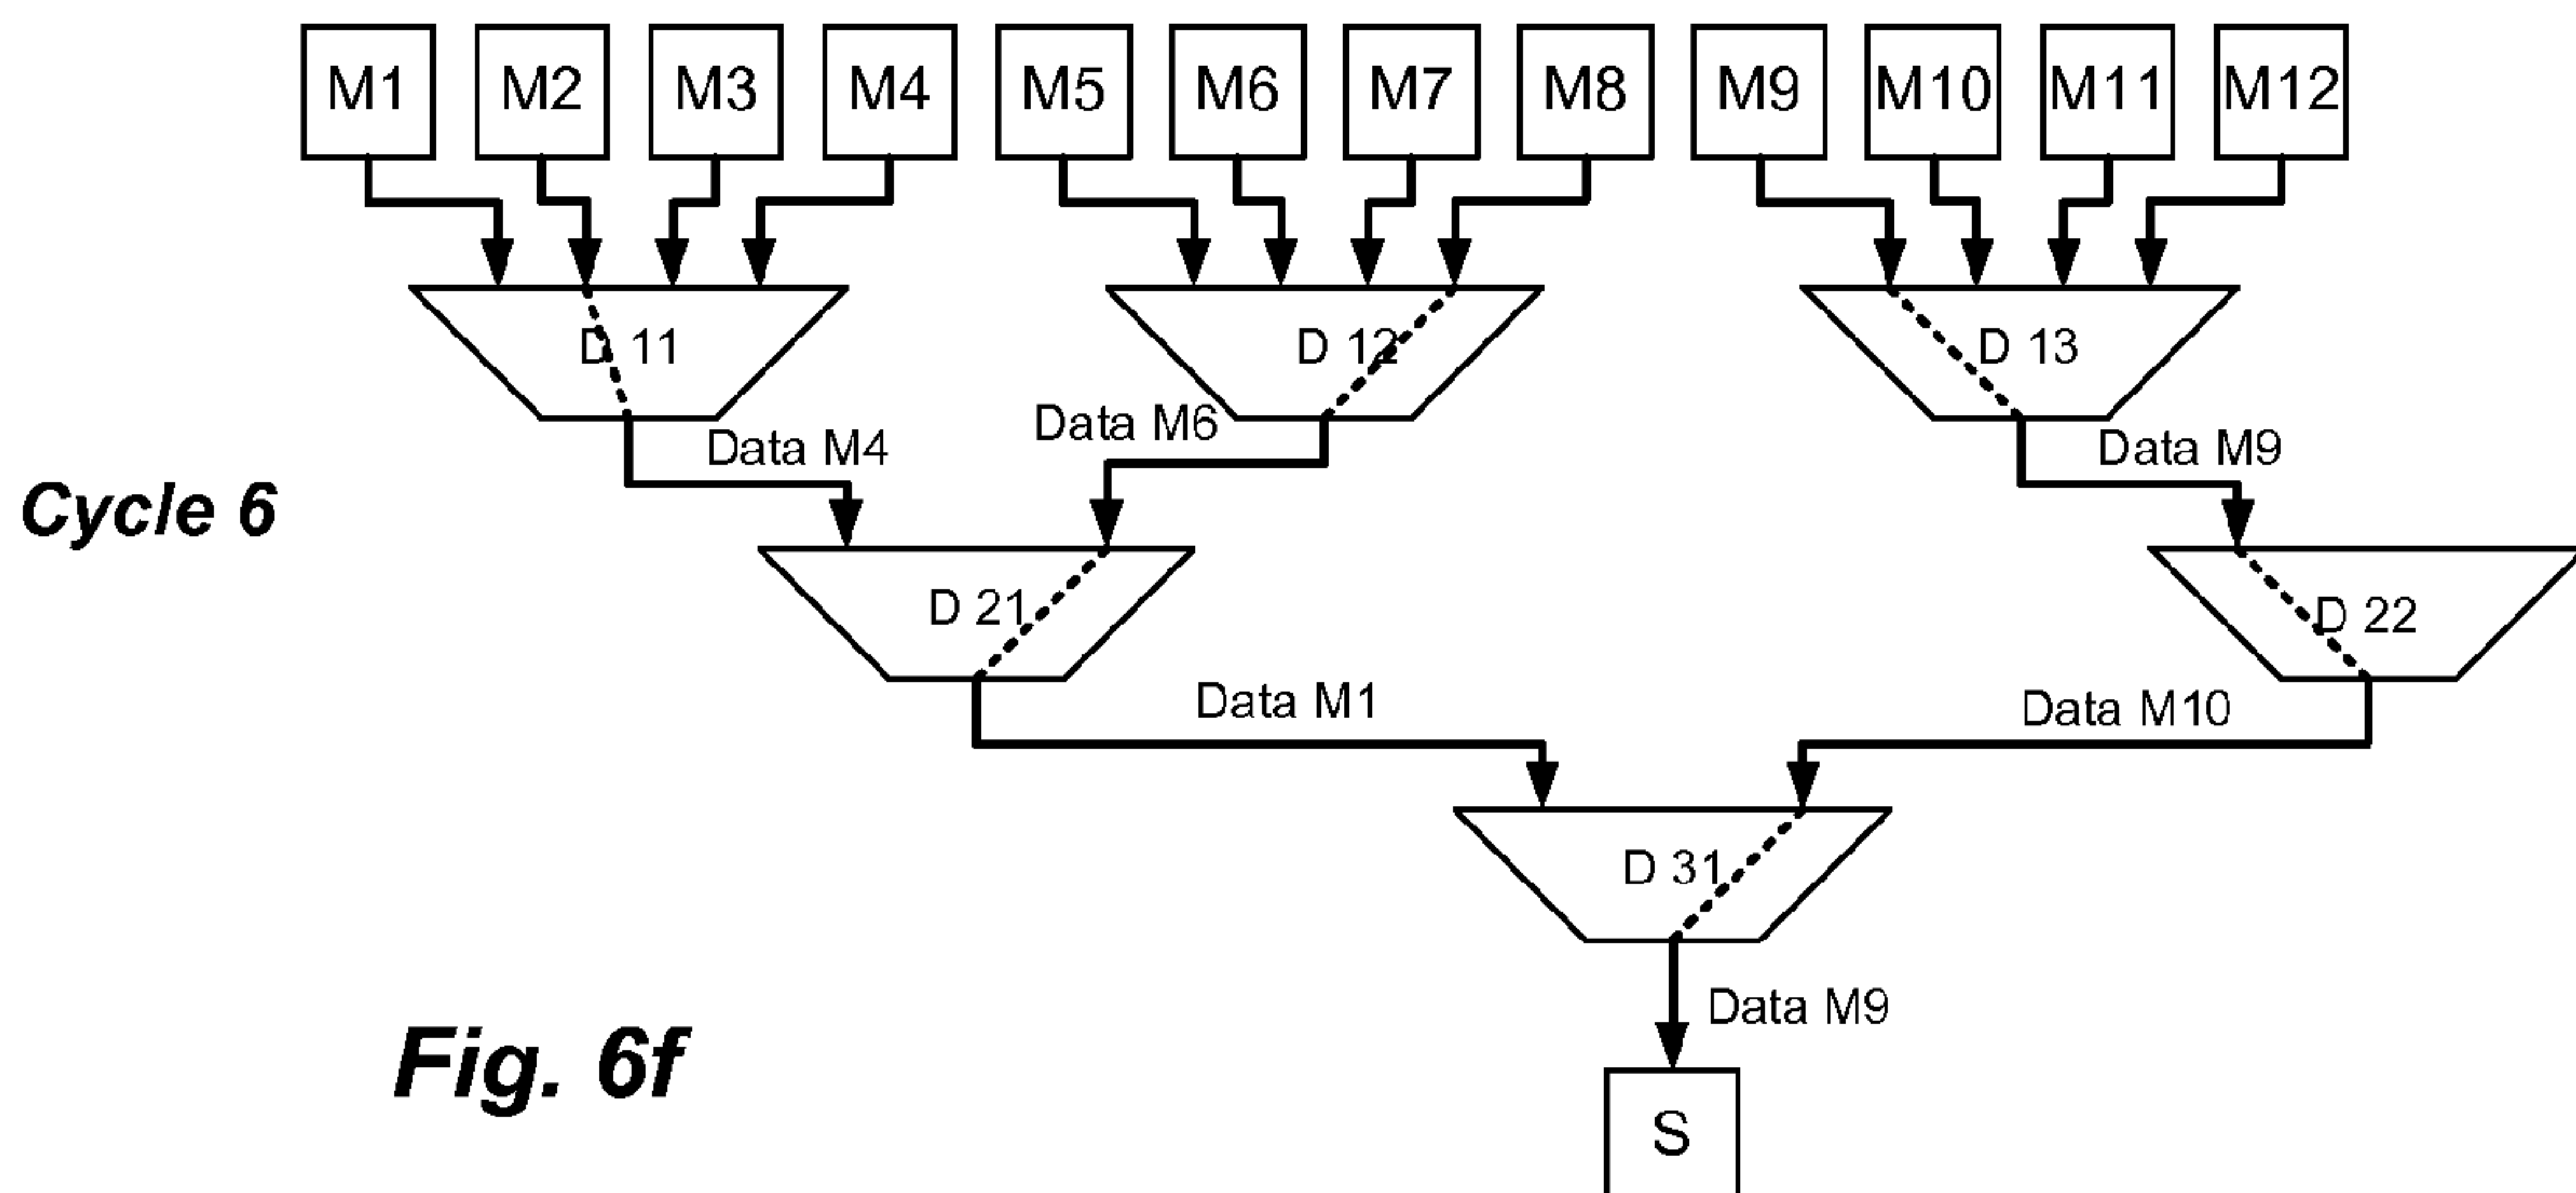 M1 M2 M3 M4 M5 M6 M7 M8 M9 M10 M11 M12
D 11 D 12 D 13
Data M4 Data M6 Data M9
Cycle 6
D 21 D 22
Data M1 Data M10
D 31
Data M9
Fig. 6f
S